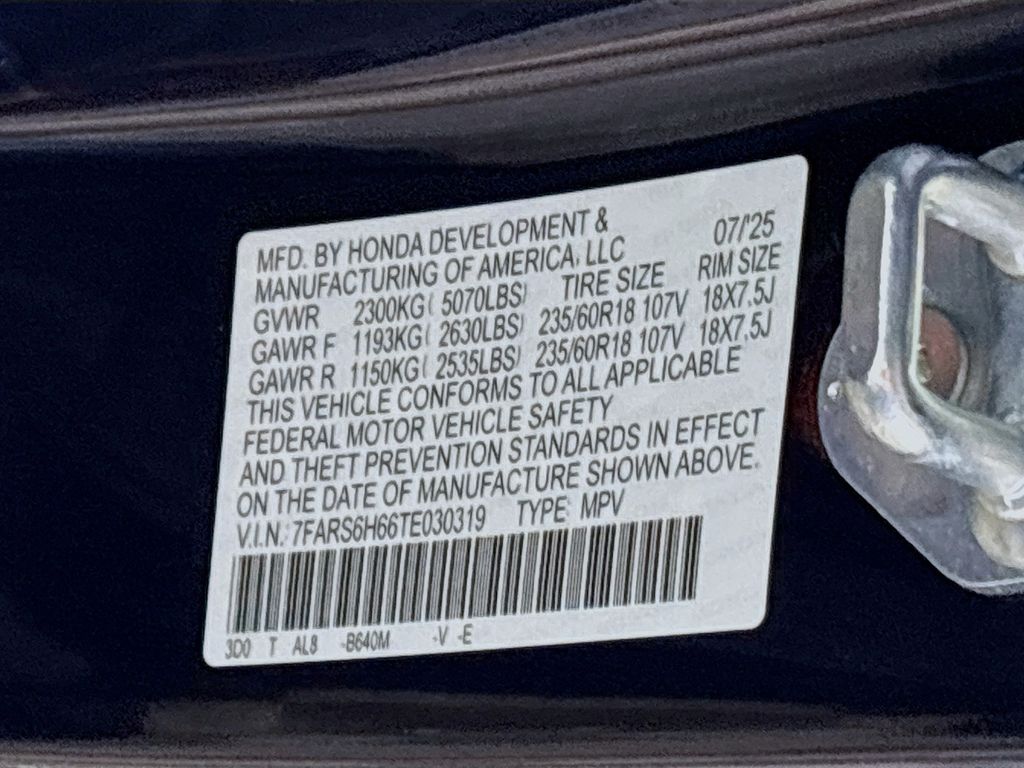 MFD. BY HONDA DEVELOPMENT & 07/'25
MANUFACTURING OF AMERICA, LLC
GVWR 2300KG( 5070LBS) TIRE SIZE RIM SIZE
GAWR F 1193KG( 2630LBS) 235/60R18 107V 18X7.5J
GAWR R 1150KG( 2535LBS) 235/60R18 107V 18X7.5J
THIS VEHICLE CONFORMS TO ALL APPLICABLE
FEDERAL MOTOR VEHICLE SAFETY
AND THEFT PREVENTION STANDARDS IN EFFECT
ON THE DATE OF MANUFACTURE SHOWN ABOVE.
V.I.N.: 7FARS6H66TE030319 TYPE: MPV
3D0 T AL8 -B640M -V -E